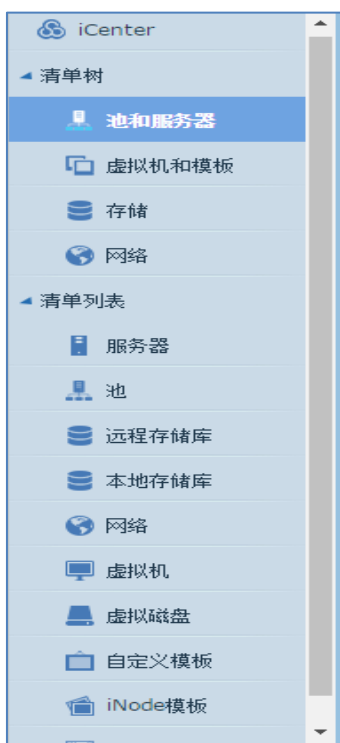 iCenter
清单树
池和服务器
虚拟机和模板
存储
网络
清单列表
服务器
池
远程存储库
本地存储库
网络
虚拟机
虚拟磁盘
自定义模板
iNode模板